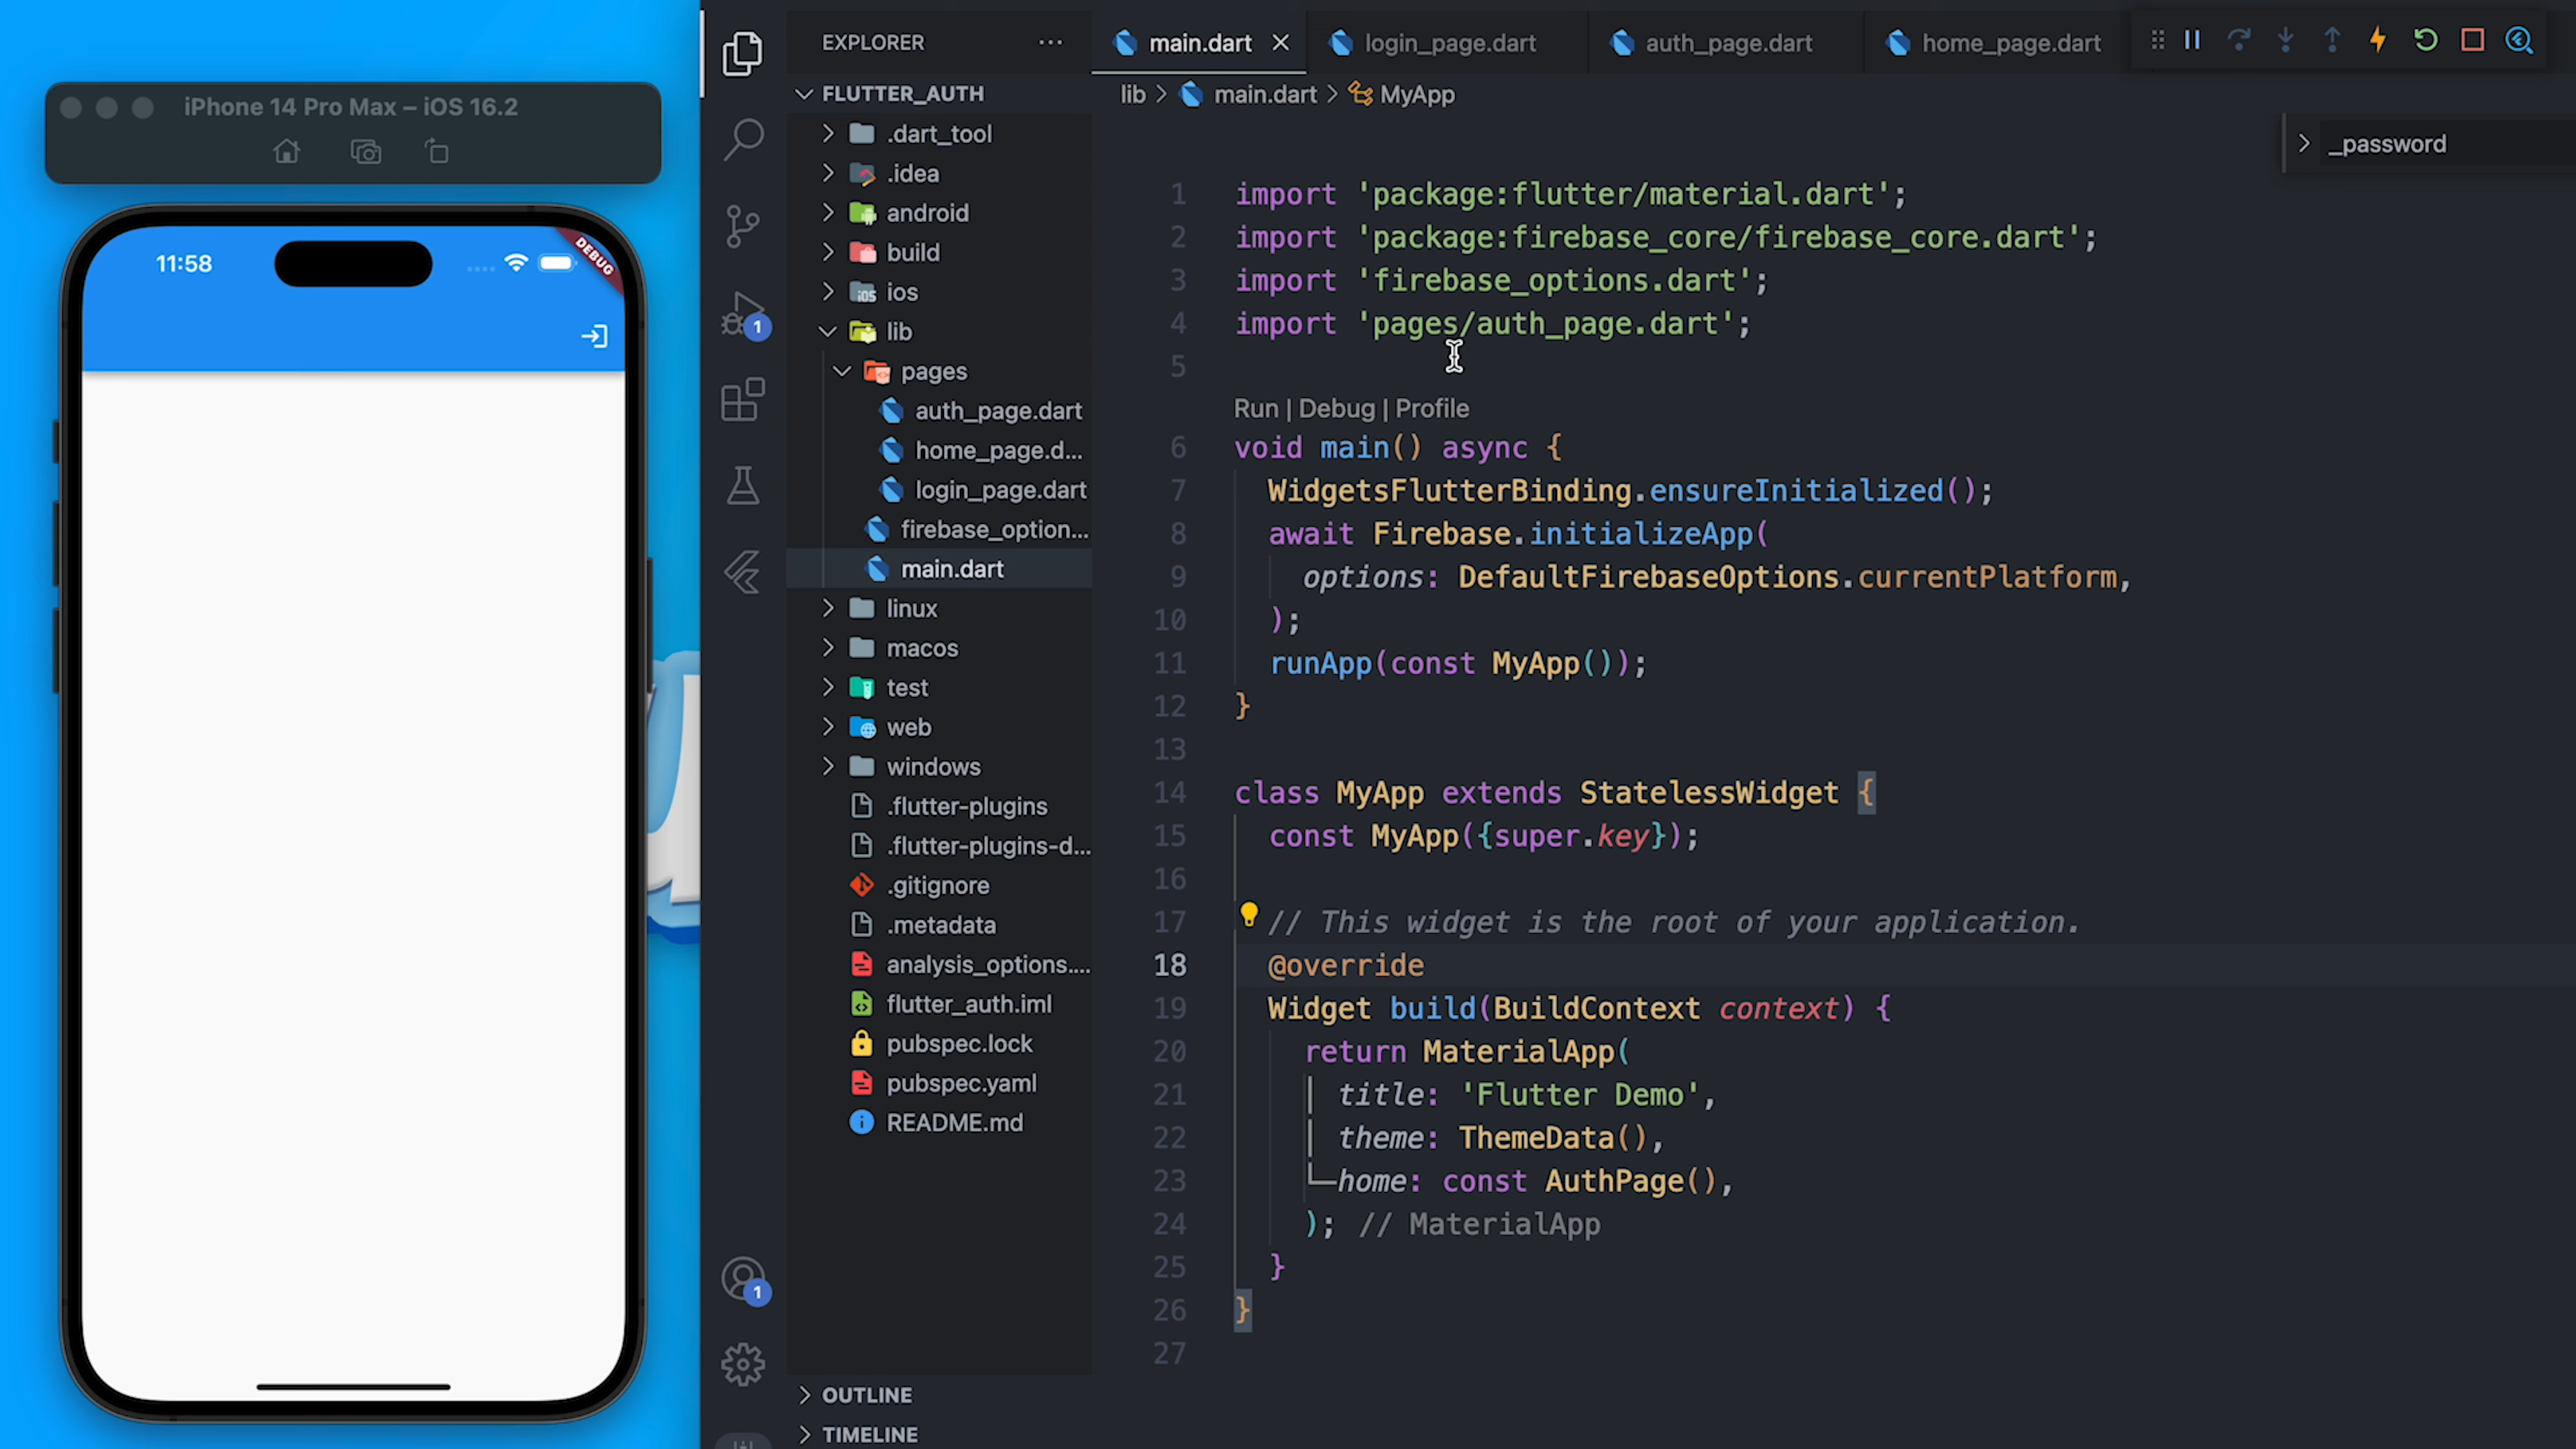 iPhone 14 Pro Max – iOS 16.2
11:58
DEBUG
EXPLORER
FLUTTER_AUTH
.dart_tool
.idea
android
build
ios
lib
pages
auth_page.dart
home_page.d...
login_page.dart
firebase_option...
main.dart
linux
macos
test
web
windows
.flutter-plugins
.flutter-plugins-d...
.gitignore
.metadata
analysis_options....
flutter_auth.iml
pubspec.lock
pubspec.yaml
README.md
OUTLINE
TIMELINE
1
1
main.dart
login_page.dart
auth_page.dart
home_page.dart
lib > main.dart > MyApp
_password
1 import 'package:flutter/material.dart';
2 import 'package:firebase_core/firebase_core.dart';
3 import 'firebase_options.dart';
4 import 'pages/auth_page.dart';
5
Run | Debug | Profile
6 void main() async {
7 WidgetsFlutterBinding.ensureInitialized();
8 await Firebase.initializeApp(
9 options: DefaultFirebaseOptions.currentPlatform,
10 );
11 runApp(const MyApp());
12 }
13
14 class MyApp extends StatelessWidget {
15 const MyApp({super.key});
16
17 // This widget is the root of your application.
18 @override
19 Widget build(BuildContext context) {
20 return MaterialApp(
21 title: 'Flutter Demo',
22 theme: ThemeData(),
23 home: const AuthPage(),
24 ); // MaterialApp
25 }
26 }
27